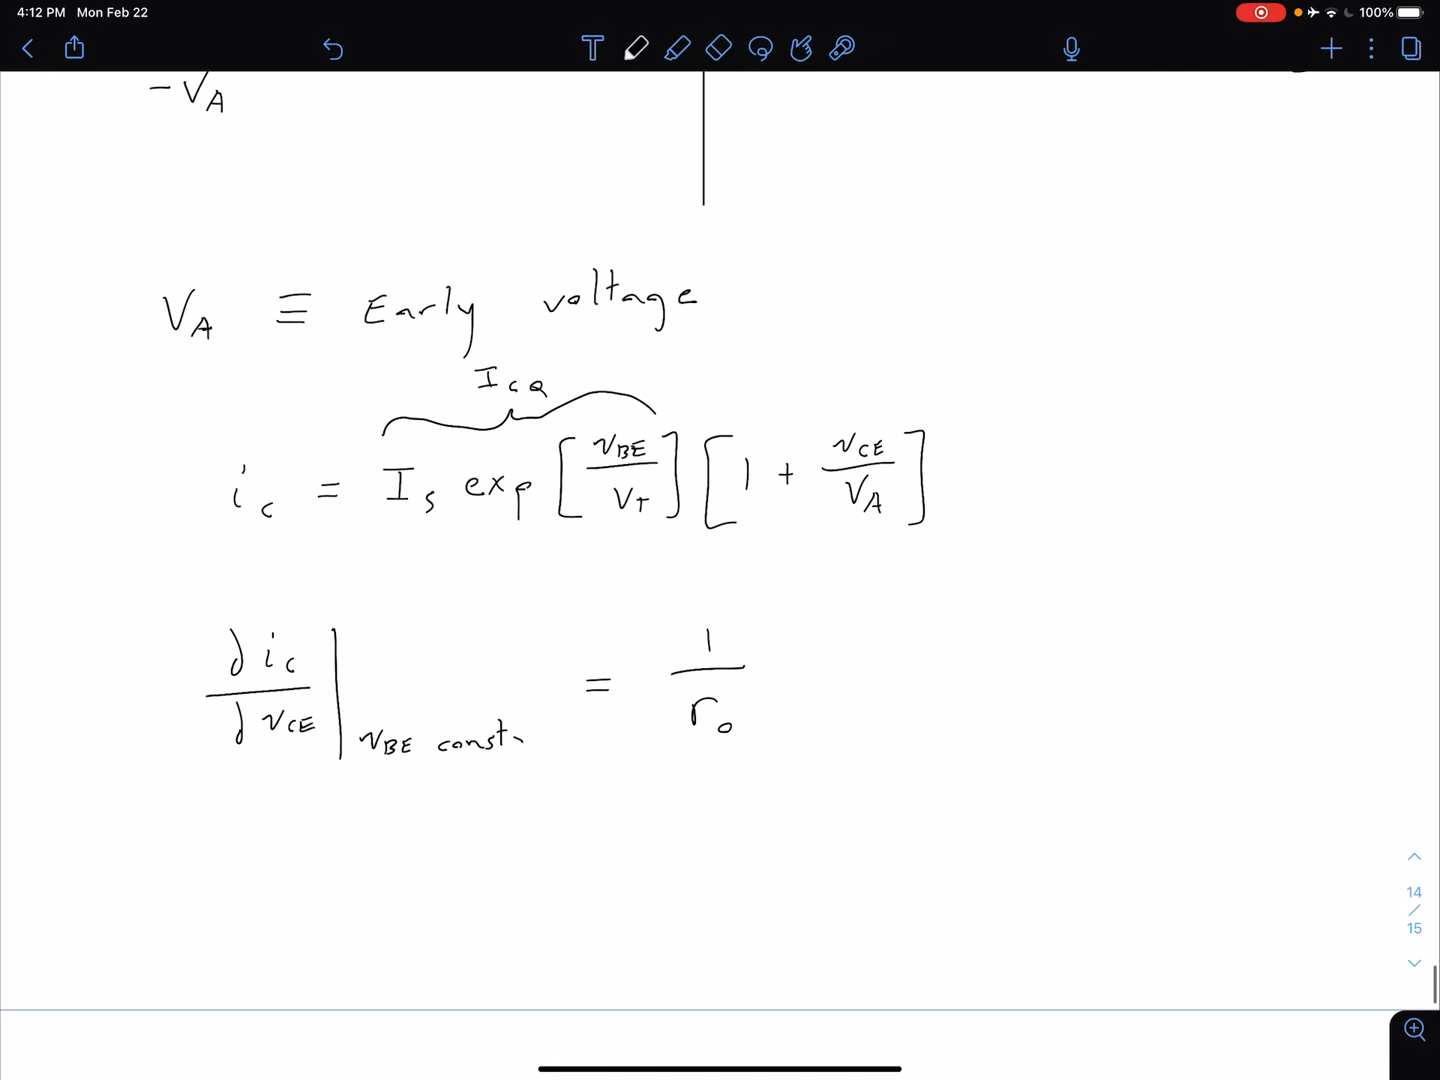 4:12 PM Mon Feb 22
100%
T
- V_A
V_A ≡ Early voltage
I_CQ
i_c = I_s exp [v_BE / V_T] [1 + v_CE / V_A]
∂ i_c / ∂ v_CE | v_BE const. = 1 / r_o
14
/
15